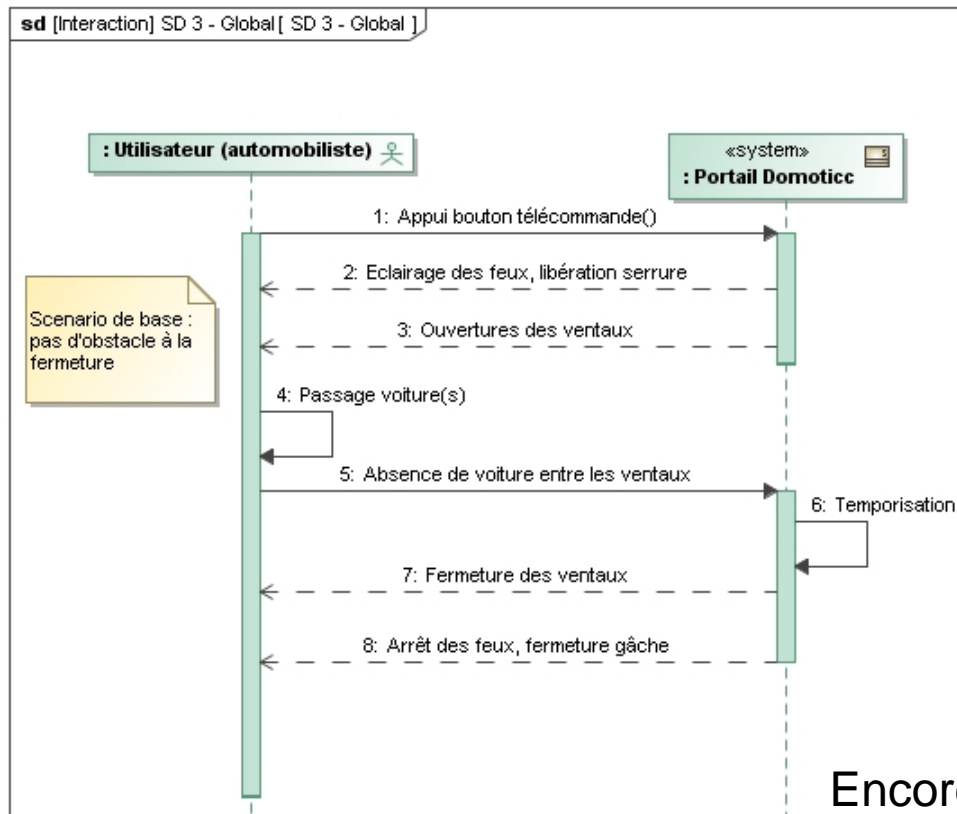 sd [Interaction] SD 3 - Global [ SD 3 - Global ]
: Utilisateur (automobiliste)
«system»
: Portail Domoticc
1: Appui bouton télécommande()
2: Eclairage des feux, libération serrure
Scenario de base :
pas d'obstacle à la
fermeture
3: Ouvertures des ventaux
4: Passage voiture(s)
5: Absence de voiture entre les ventaux
6: Temporisation
7: Fermeture des ventaux
8: Arrêt des feux, fermeture gâche